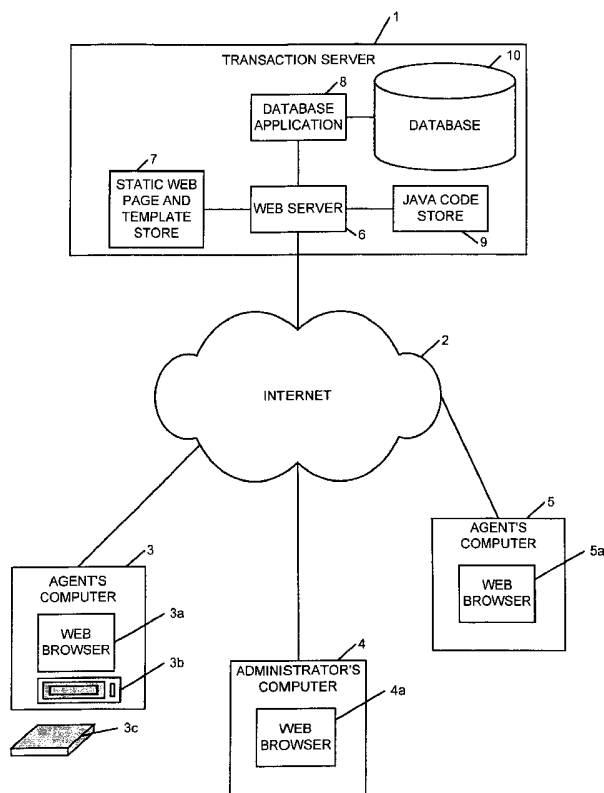 1
TRANSACTION SERVER
10
8
DATABASE
APPLICATION
DATABASE
7
STATIC WEB
PAGE AND
TEMPLATE
STORE
WEB SERVER
6
JAVA CODE
STORE
9
2
INTERNET
3
AGENT'S
COMPUTER
3a
WEB
BROWSER
3b
3c
4
ADMINISTRATOR'S
COMPUTER
4a
WEB
BROWSER
5
AGENT'S
COMPUTER
5a
WEB
BROWSER